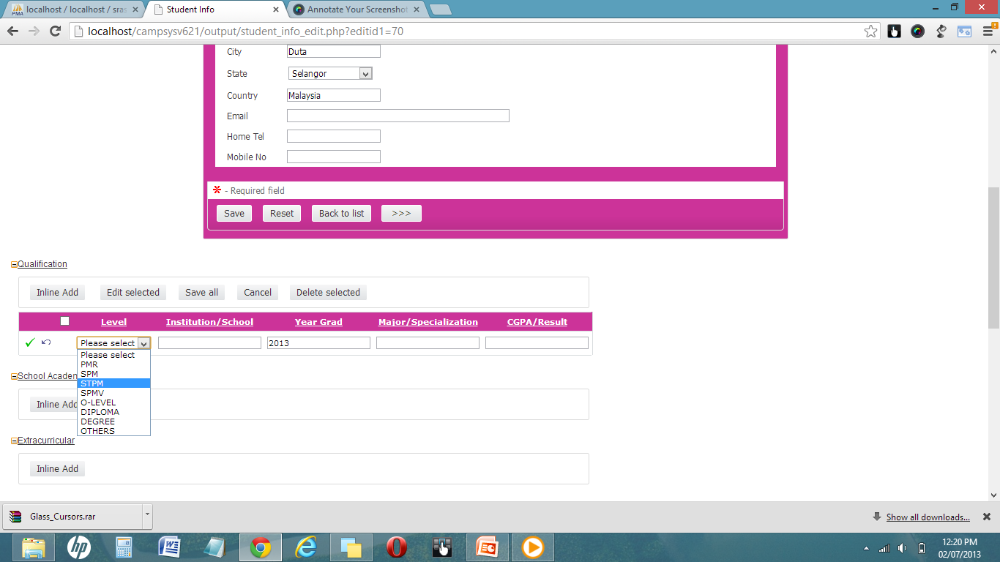 localhost / localhost / sras
Student Info
Annotate Your Screenshot
localhost/campsysv621/output/student_info_edit.php?editid1=70
City Duta
State Selangor
Country Malaysia
Email
Home Tel
Mobile No
* - Required field
Save Reset Back to list >>>
Qualification
Inline Add Edit selected Save all Cancel Delete selected
Level Institution/School Year Grad Major/Specialization CGPA/Result
Please select 2013
Please select
PMR
SPM
STPM
SPMV
O-LEVEL
DIPLOMA
DEGREE
OTHERS
School Academ
Inline Add
Extracurricular
Inline Add
Glass_Cursors.rar
Show all downloads...
12:20 PM
02/07/2013